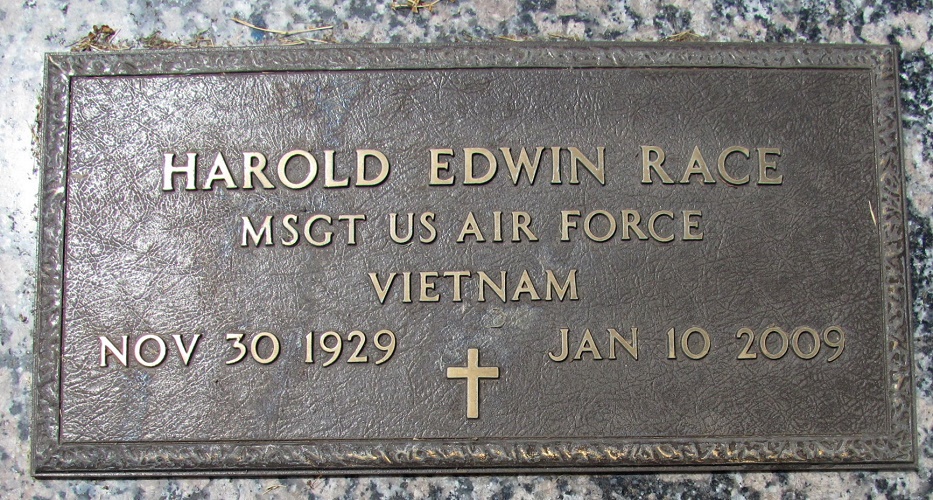 HAROLD EDWIN RACE
MSGT US AIR FORCE
VIETNAM
NOV 30 1929 JAN 10 2009